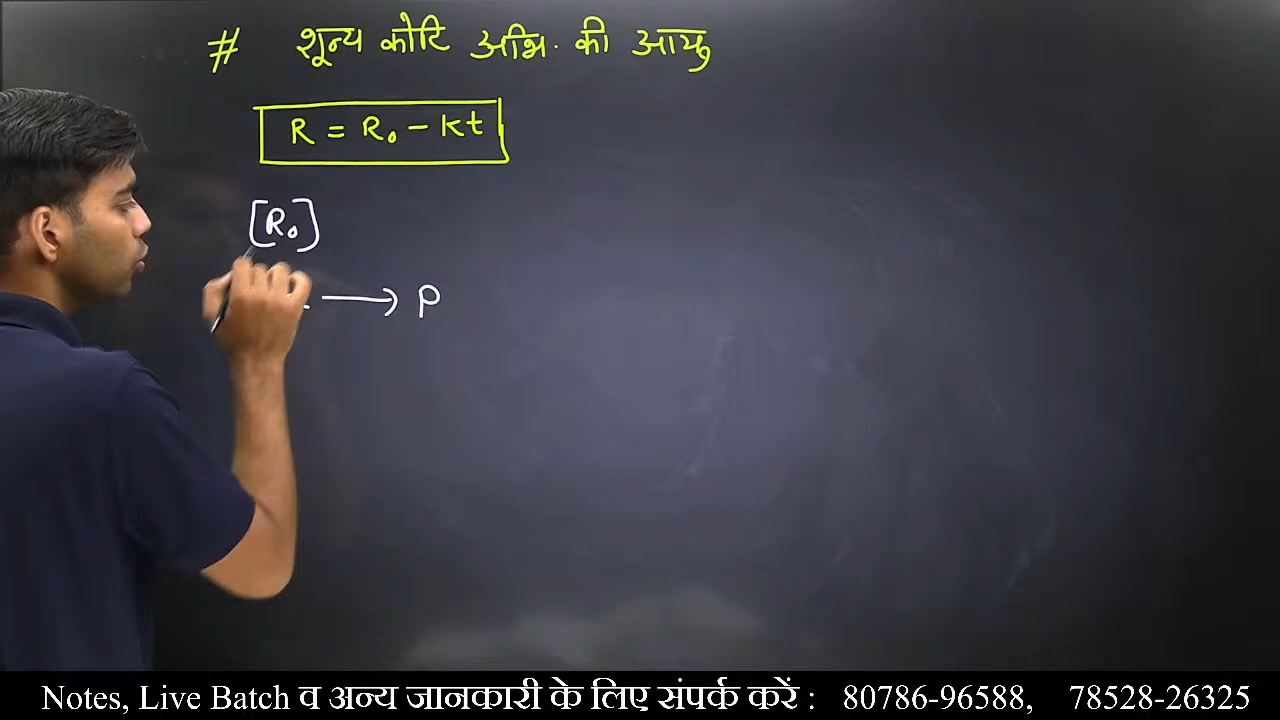 # शून्य कोटि अभि. की आयु
R = R₀ - kt
[R₀]
⟶ P
Notes, Live Batch व अन्य जानकारी के लिए संपर्क करें : 80786-96588, 78528-26325